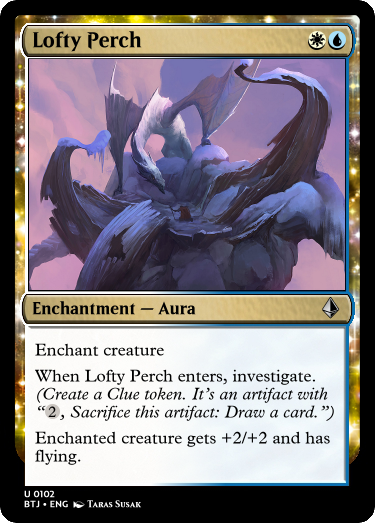 Lofty Perch
Enchantment — Aura
Enchant creature
When Lofty Perch enters, investigate.
(Create a Clue token. It's an artifact with
“2, Sacrifice this artifact: Draw a card.”)
Enchanted creature gets +2/+2 and has
flying.
U 0102
BTJ • ENG Taras Susak